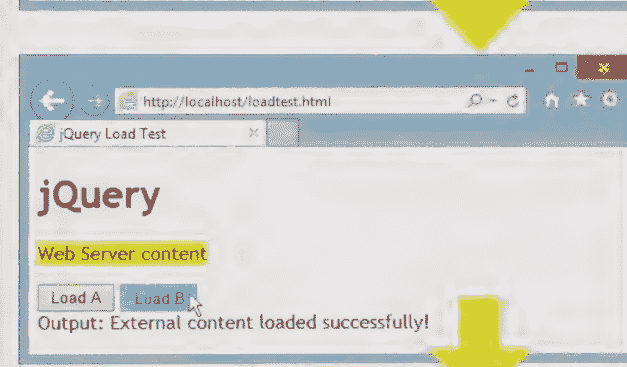 http://localhost/loadtest.html
jQuery Load Test
jQuery
Web Server content
Load A Load B
Output: External content loaded successfully!